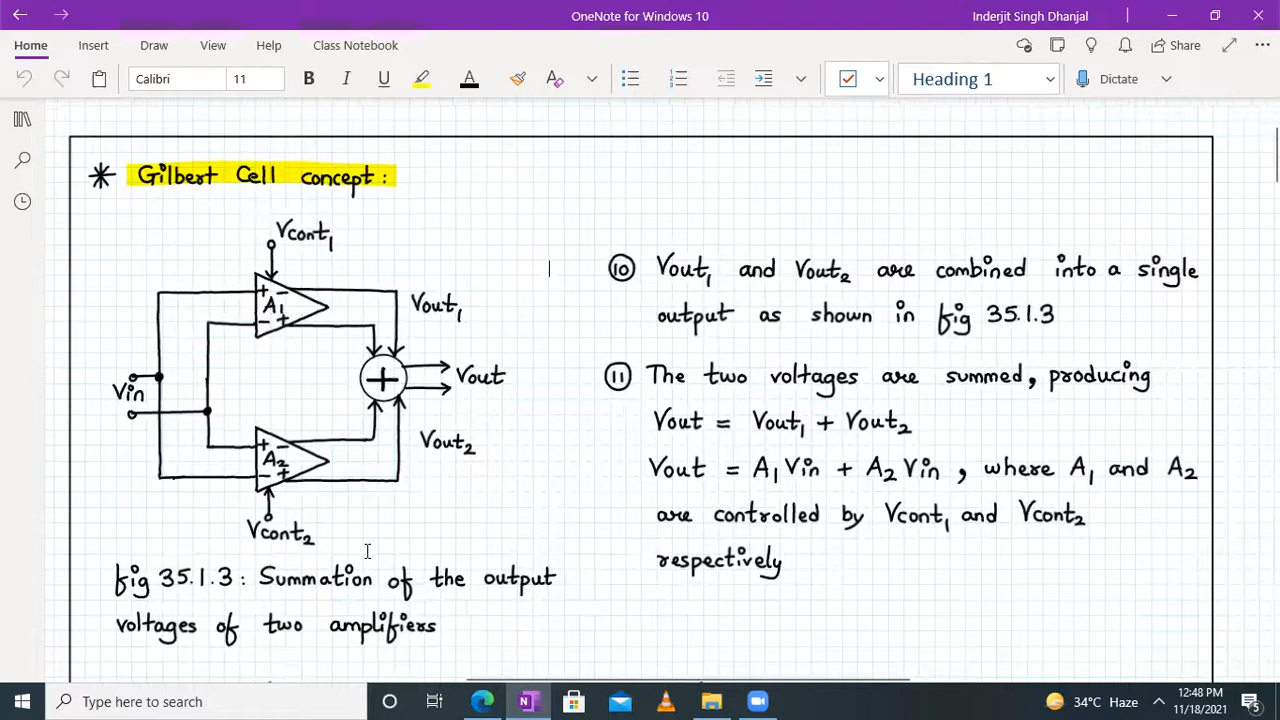 OneNote for Windows 10
Inderjit Singh Dhanjal
Home Insert Draw View Help Class Notebook
Share
Calibri 11 B I U A Heading 1 Dictate
* Gilbert Cell concept:
Vcont1
+ -
A1
- +
Vout1
Vin
+
Vout
Vout2
+ -
A2
- +
Vcont2
fig 35.1.3: Summation of the output
voltages of two amplifiers
⑩ Vout1 and Vout2 are combined into a single
output as shown in fig 35.1.3
⑪ The two voltages are summed, producing
Vout = Vout1 + Vout2
Vout = A1 Vin + A2 Vin, where A1 and A2
are controlled by Vcont1 and Vcont2
respectively
Type here to search
34°C Haze
12:48 PM
11/18/2021
5